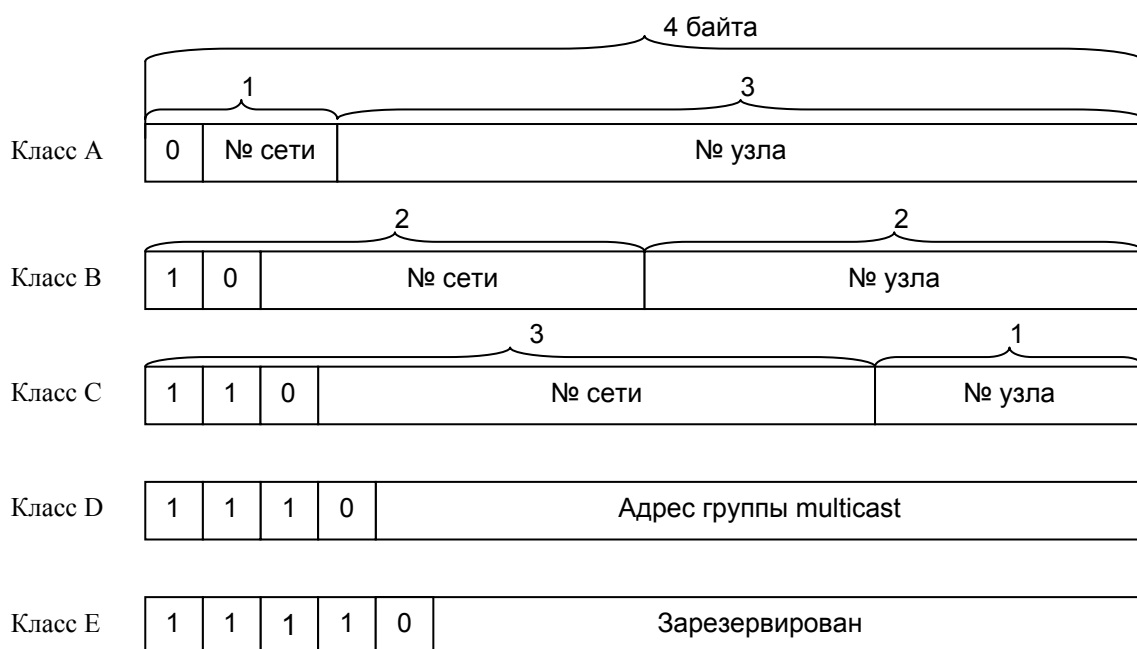 4 байта
1 3
Класс A 0 № сети № узла
2 2
Класс B 1 0 № сети № узла
3 1
Класс C 1 1 0 № сети № узла
Класс D 1 1 1 0 Адрес группы multicast
Класс E 1 1 1 1 0 Зарезервирован